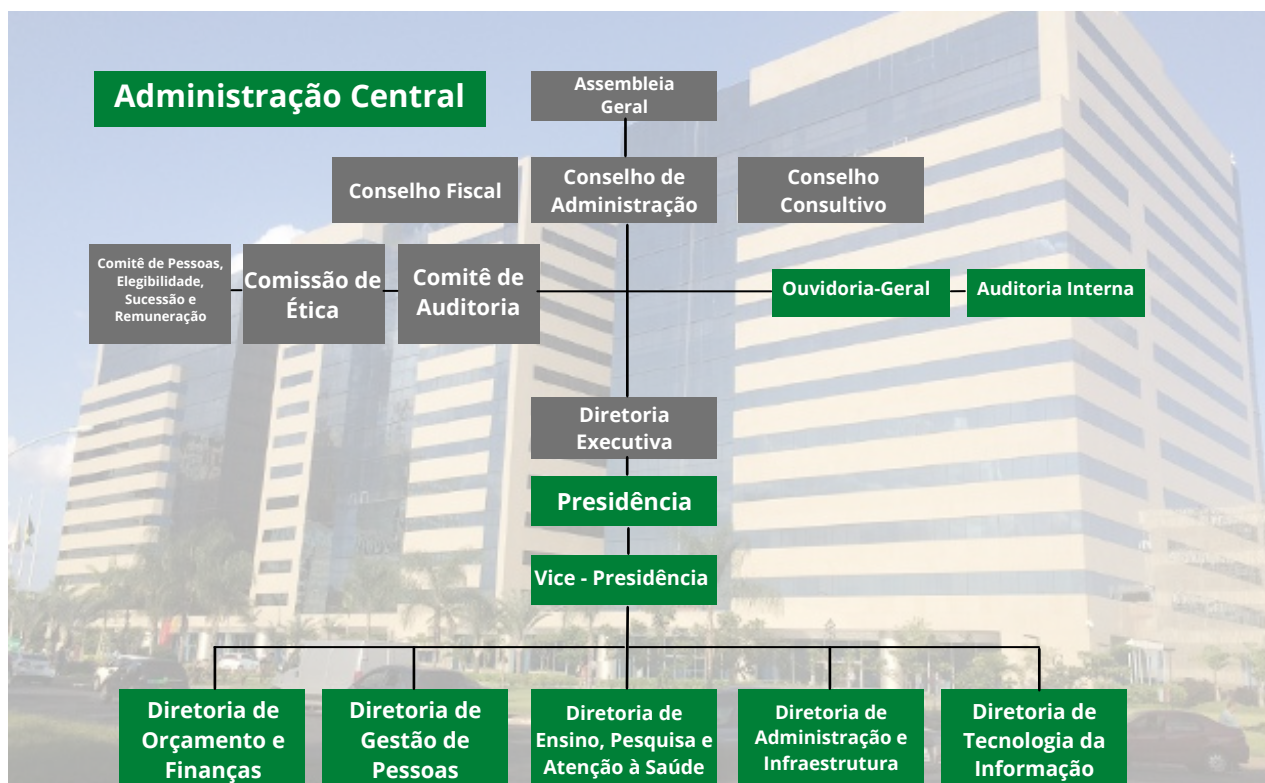 Administração Central
Assembleia
Geral
Conselho Fiscal
Conselho de
Administração
Conselho
Consultivo
Comitê de Pessoas,
Elegibilidade,
Sucessão e
Remuneração
Comissão de
Ética
Comitê de
Auditoria
Ouvidoria-Geral
Auditoria Interna
Diretoria
Executiva
Presidência
Vice - Presidência
Diretoria de
Orçamento e
Finanças
Diretoria de
Gestão de
Pessoas
Diretoria de
Ensino, Pesquisa e
Atenção à Saúde
Diretoria de
Administração e
Infraestrutura
Diretoria de
Tecnologia da
Informação